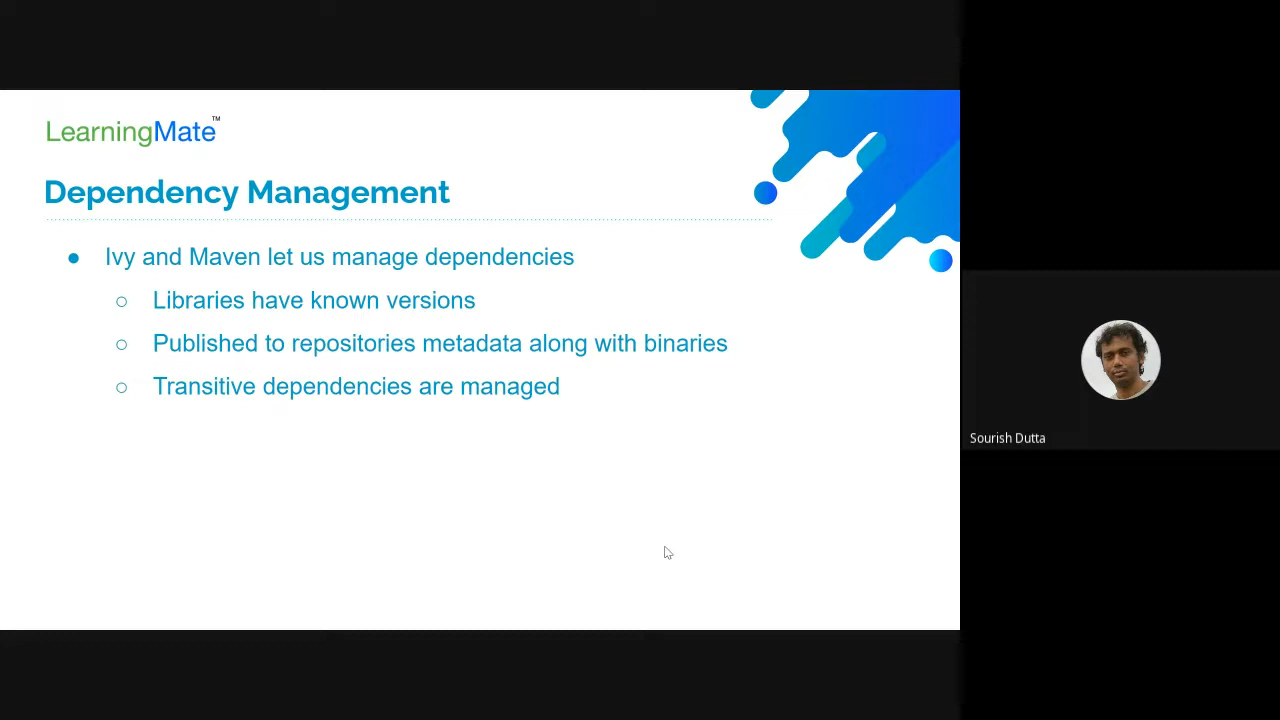 LearningMate™
Dependency Management
● Ivy and Maven let us manage dependencies
○ Libraries have known versions
○ Published to repositories metadata along with binaries
○ Transitive dependencies are managed
Sourish Dutta